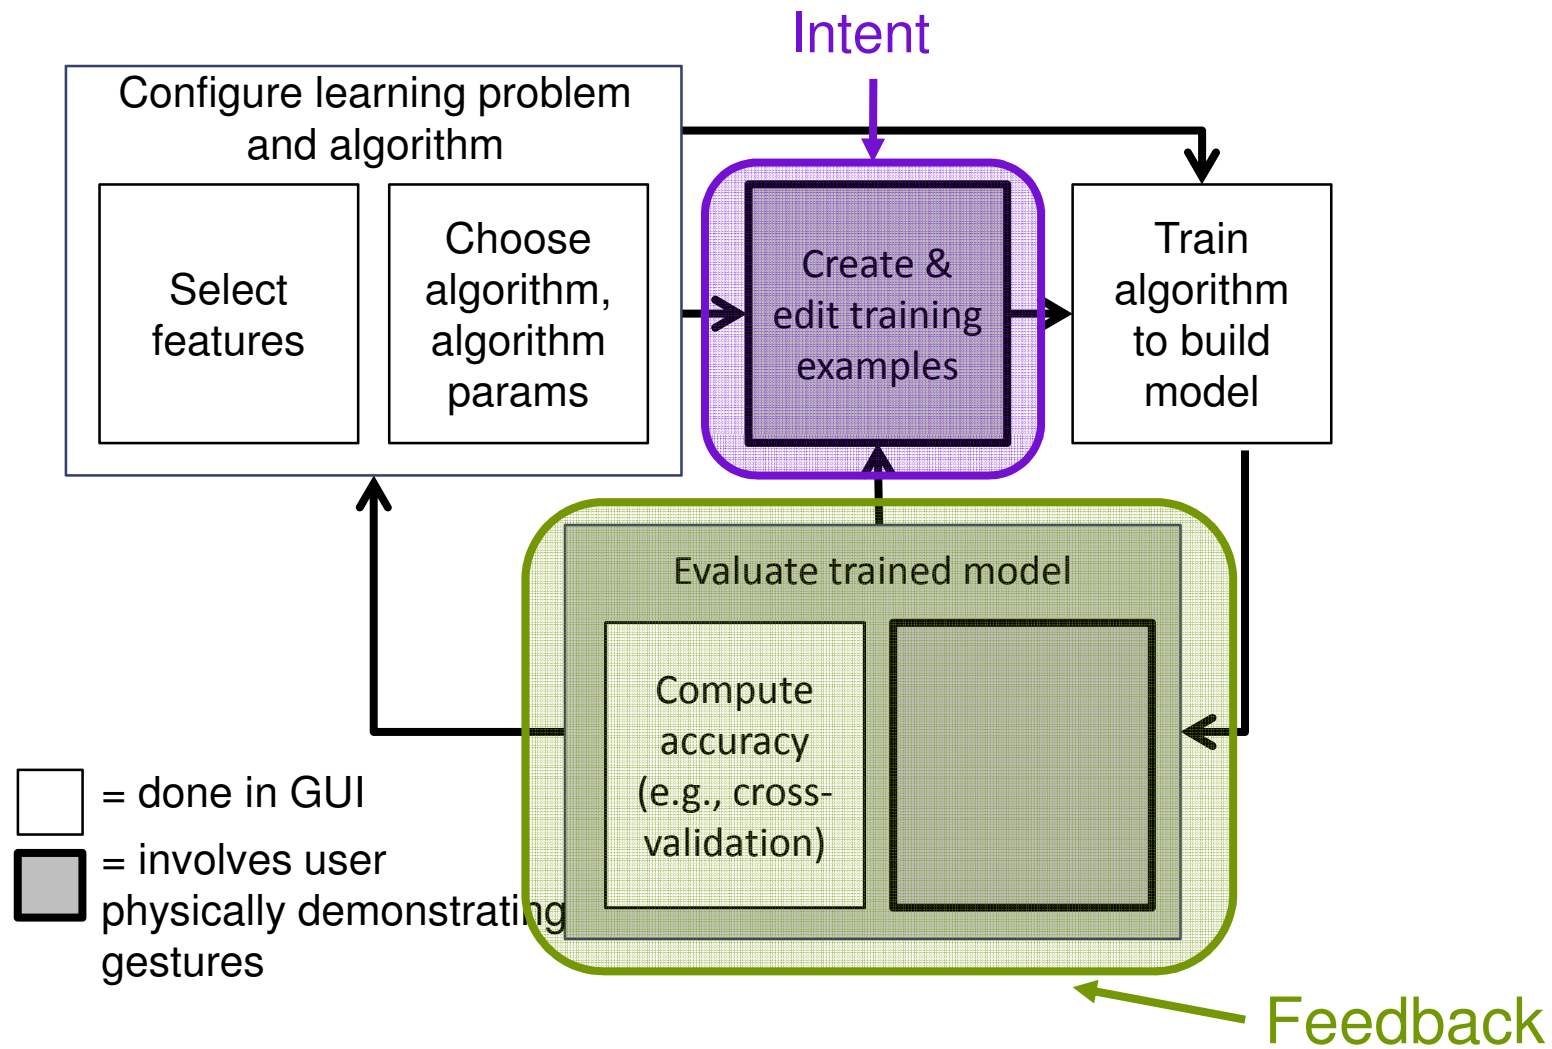 Intent
Configure learning problem
and algorithm
Select
features
Choose
algorithm,
algorithm
params
Create &
edit training
examples
Train
algorithm
to build
model
Evaluate trained model
Compute
accuracy
(e.g., cross-
validation)
= done in GUI
= involves user
physically demonstrating
gestures
Feedback